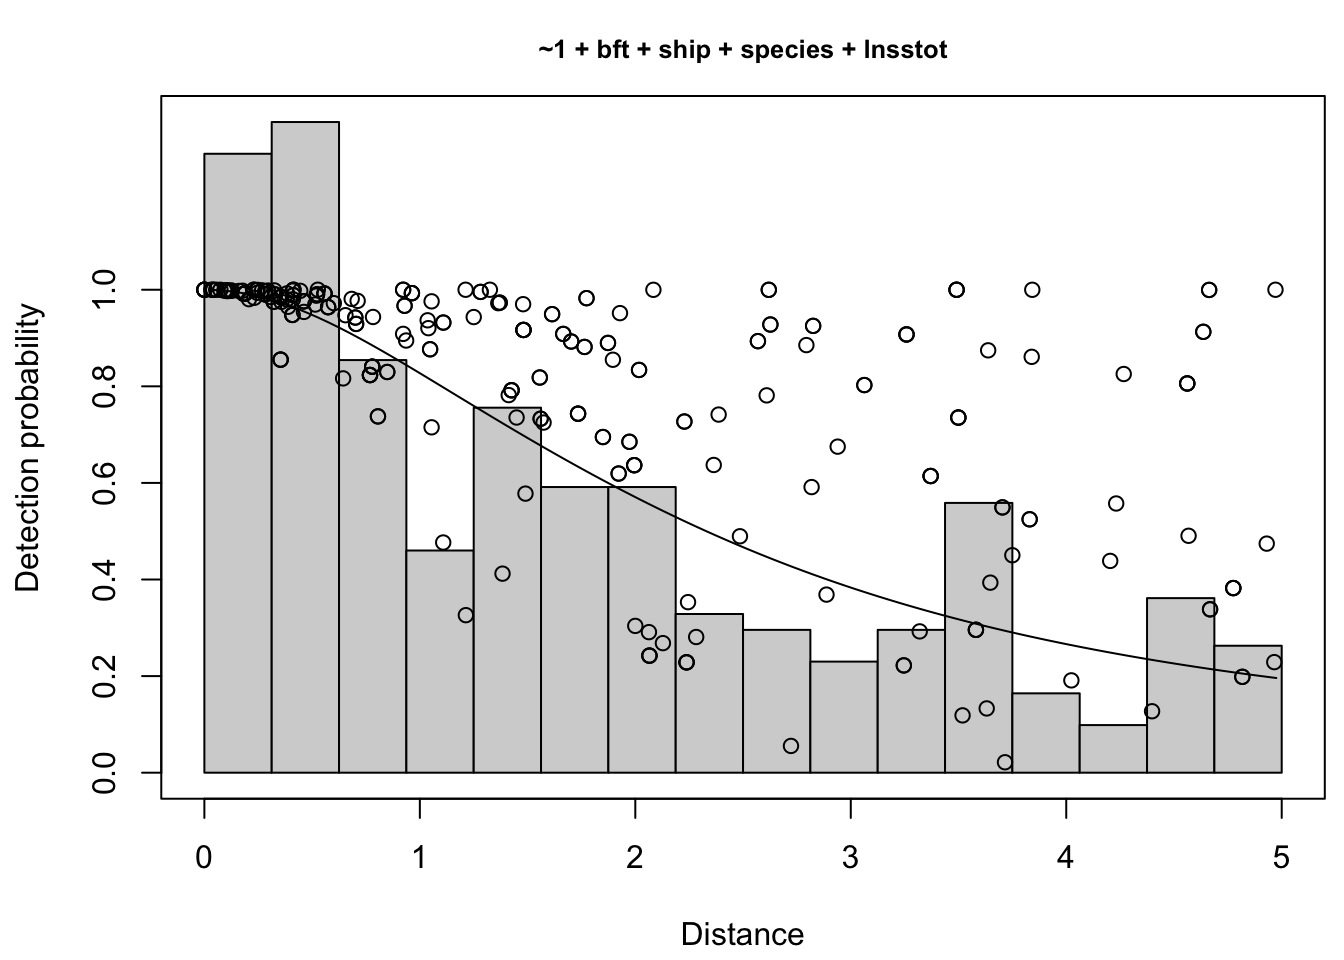 ~1 + bft + ship + species + lnsstot
1.0
0.8
0.6
0.4
0.2
0.0
Detection probability
0 1 2 3 4 5
Distance